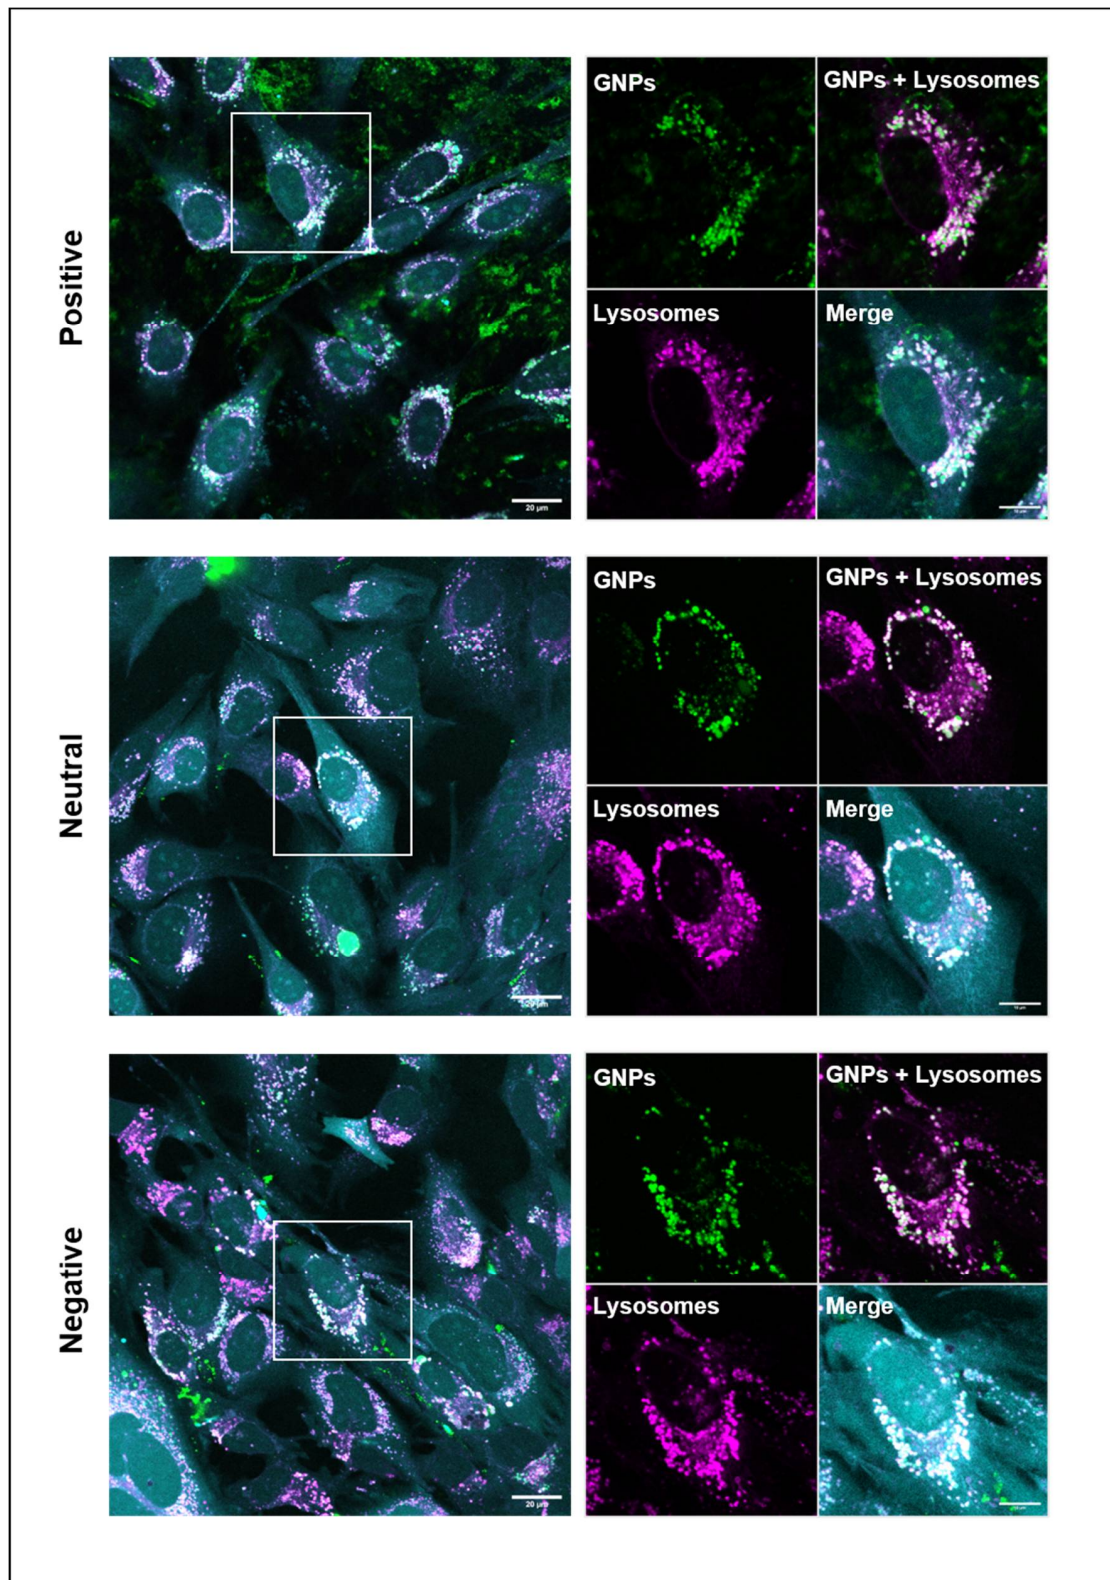 Positive
GNPs
GNPs + Lysosomes
Lysosomes
Merge
20 µm
Neutral
GNPs
GNPs + Lysosomes
Lysosomes
Merge
Negative
GNPs
GNPs + Lysosomes
Lysosomes
Merge
20 µm